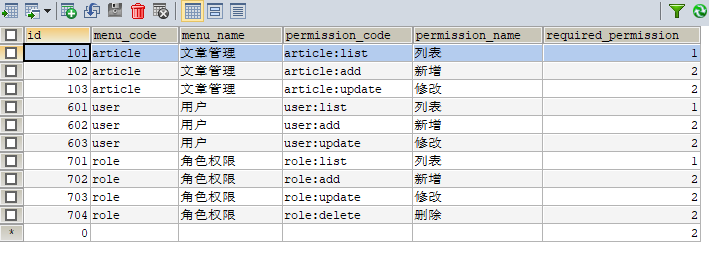 id menu_code menu_name permission_code permission_name required_permission
101 article 文章管理 article:list 列表 1
102 article 文章管理 article:add 新增 2
103 article 文章管理 article:update 修改 2
601 user 用户 user:list 列表 1
602 user 用户 user:add 新增 2
603 user 用户 user:update 修改 2
701 role 角色权限 role:list 列表 1
702 role 角色权限 role:add 新增 2
703 role 角色权限 role:update 修改 2
704 role 角色权限 role:delete 删除 2
* 0 2